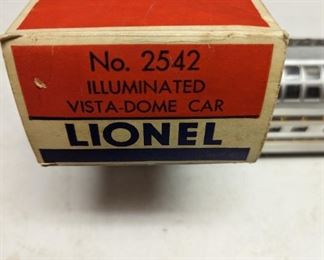 No. 2542
ILLUMINATED
VISTA-DOME CAR
LIONEL